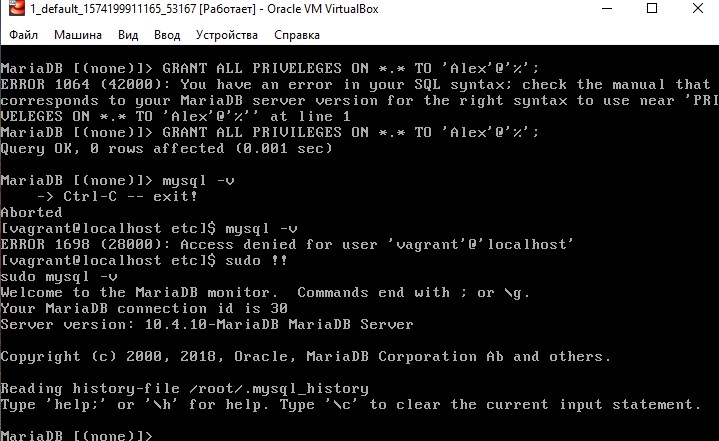 1_default_1574199911165_53167 [Работает] - Oracle VM VirtualBox
Файл Машина Вид Ввод Устройства Справка
MariaDB [(none)]> GRANT ALL PRIVELEGES ON *.* TO 'Alex'@'%';
ERROR 1064 (42000): You have an error in your SQL syntax; check the manual that
corresponds to your MariaDB server version for the right syntax to use near 'PRI
VELEGES ON *.* TO 'Alex'@'%'' at line 1
MariaDB [(none)]> GRANT ALL PRIVILEGES ON *.* TO 'Alex'@'%';
Query OK, 0 rows affected (0.001 sec)
MariaDB [(none)]> mysql -v
-> Ctrl-C -- exit!
Aborted
[vagrant@localhost etc]$ mysql -v
ERROR 1698 (28000): Access denied for user 'vagrant'@'localhost'
[vagrant@localhost etc]$ sudo !!
sudo mysql -v
Welcome to the MariaDB monitor.  Commands end with ; or \g.
Your MariaDB connection id is 30
Server version: 10.4.10-MariaDB MariaDB Server
Copyright (c) 2000, 2018, Oracle, MariaDB Corporation Ab and others.
Reading history-file /root/.mysql_history
Type 'help;' or '\h' for help. Type '\c' to clear the current input statement.
MariaDB [(none)]>